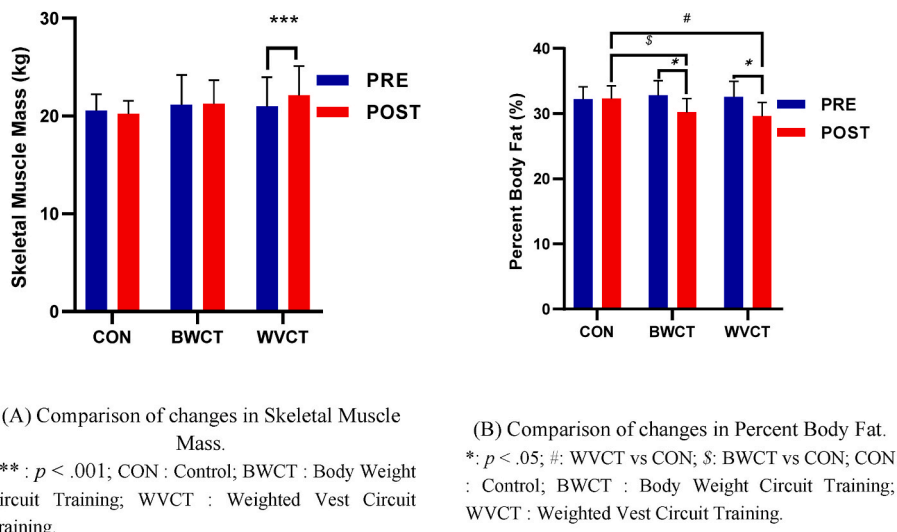 Skeletal Muscle Mass (kg)
30
20
10
0
***
PRE
POST
CON BWCT WVCT
Percent Body Fat (%)
40
30
20
10
0
#
$
*
*
PRE
POST
CON BWCT WVCT
(A) Comparison of changes in Skeletal Muscle
Mass.
** : p < .001; CON : Control; BWCT : Body Weight
ircuit Training; WVCT : Weighted Vest Circuit
raining.
(B) Comparison of changes in Percent Body Fat.
*: p < .05; #: WVCT vs CON; $: BWCT vs CON; CON
: Control; BWCT : Body Weight Circuit Training;
WVCT : Weighted Vest Circuit Training.